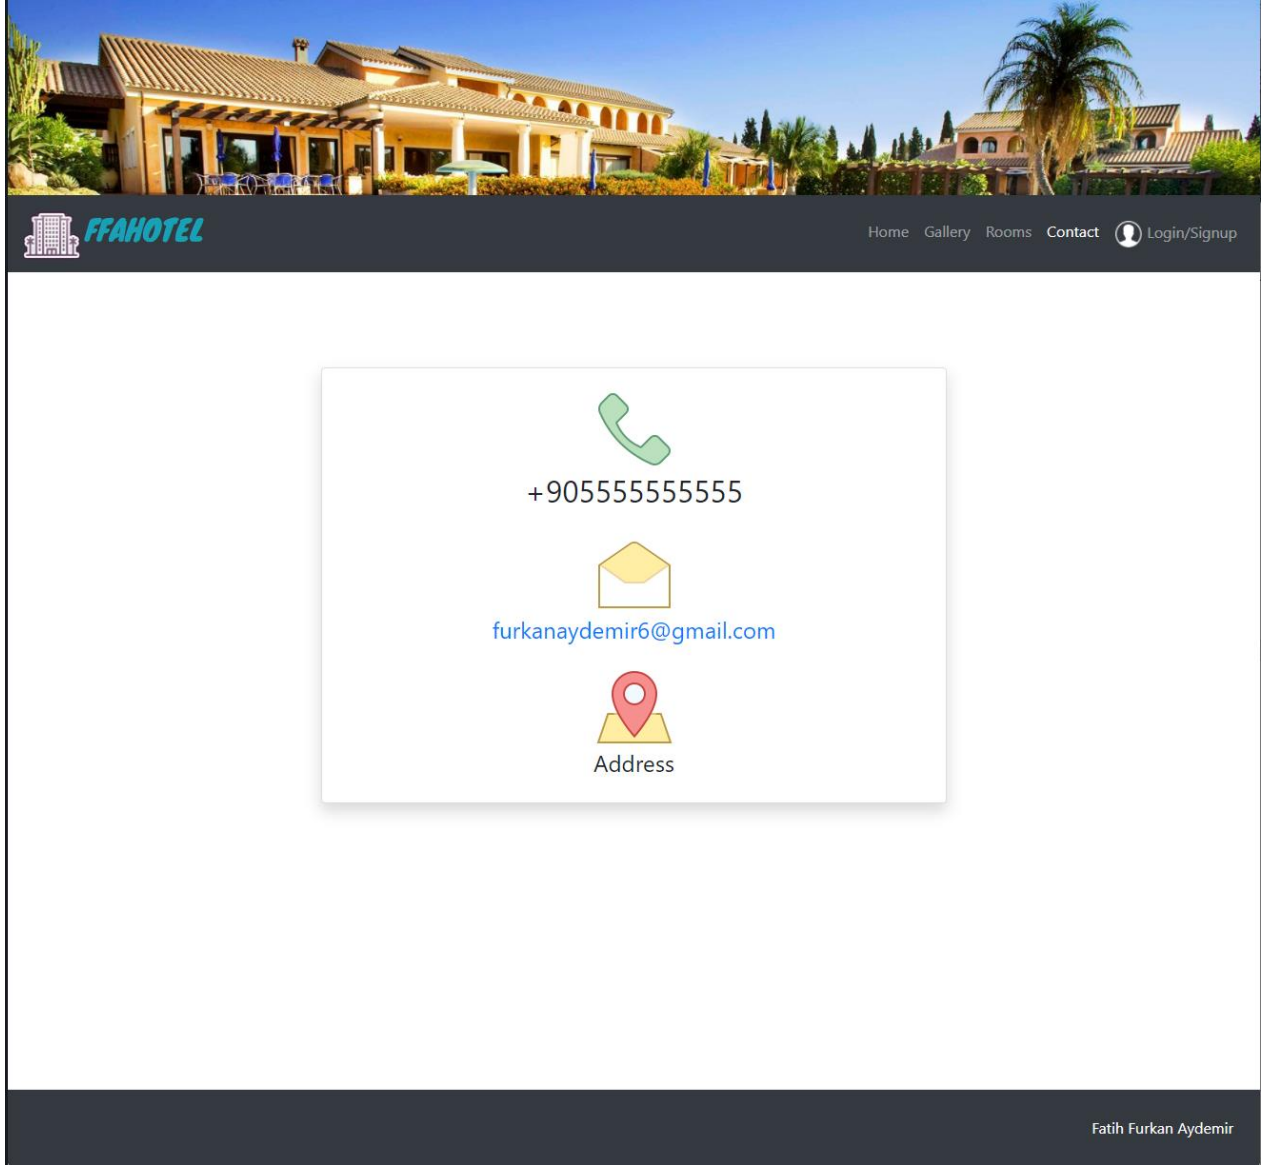 FFAHOTEL
Home Gallery Rooms Contact Login/Signup
+905555555555
furkanaydemir6@gmail.com
Address
Fatih Furkan Aydemir